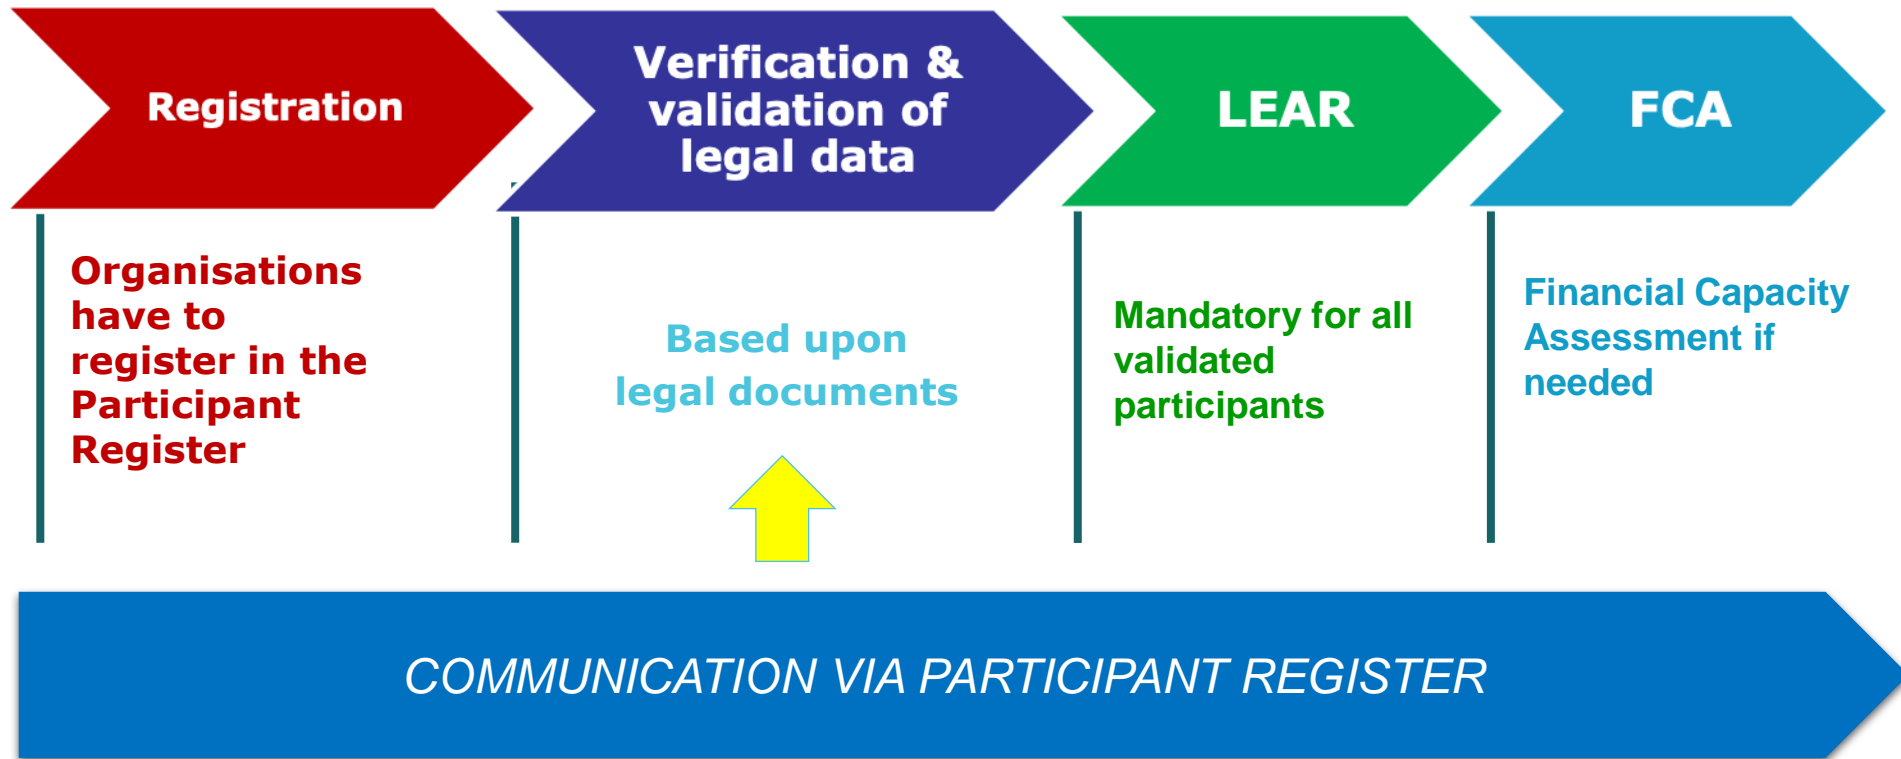 Registration
Verification &
validation of
legal data
LEAR
FCA
Organisations
have to
register in the
Participant
Register
Based upon
legal documents
Mandatory for all
validated
participants
Financial Capacity
Assessment if
needed
COMMUNICATION VIA PARTICIPANT REGISTER